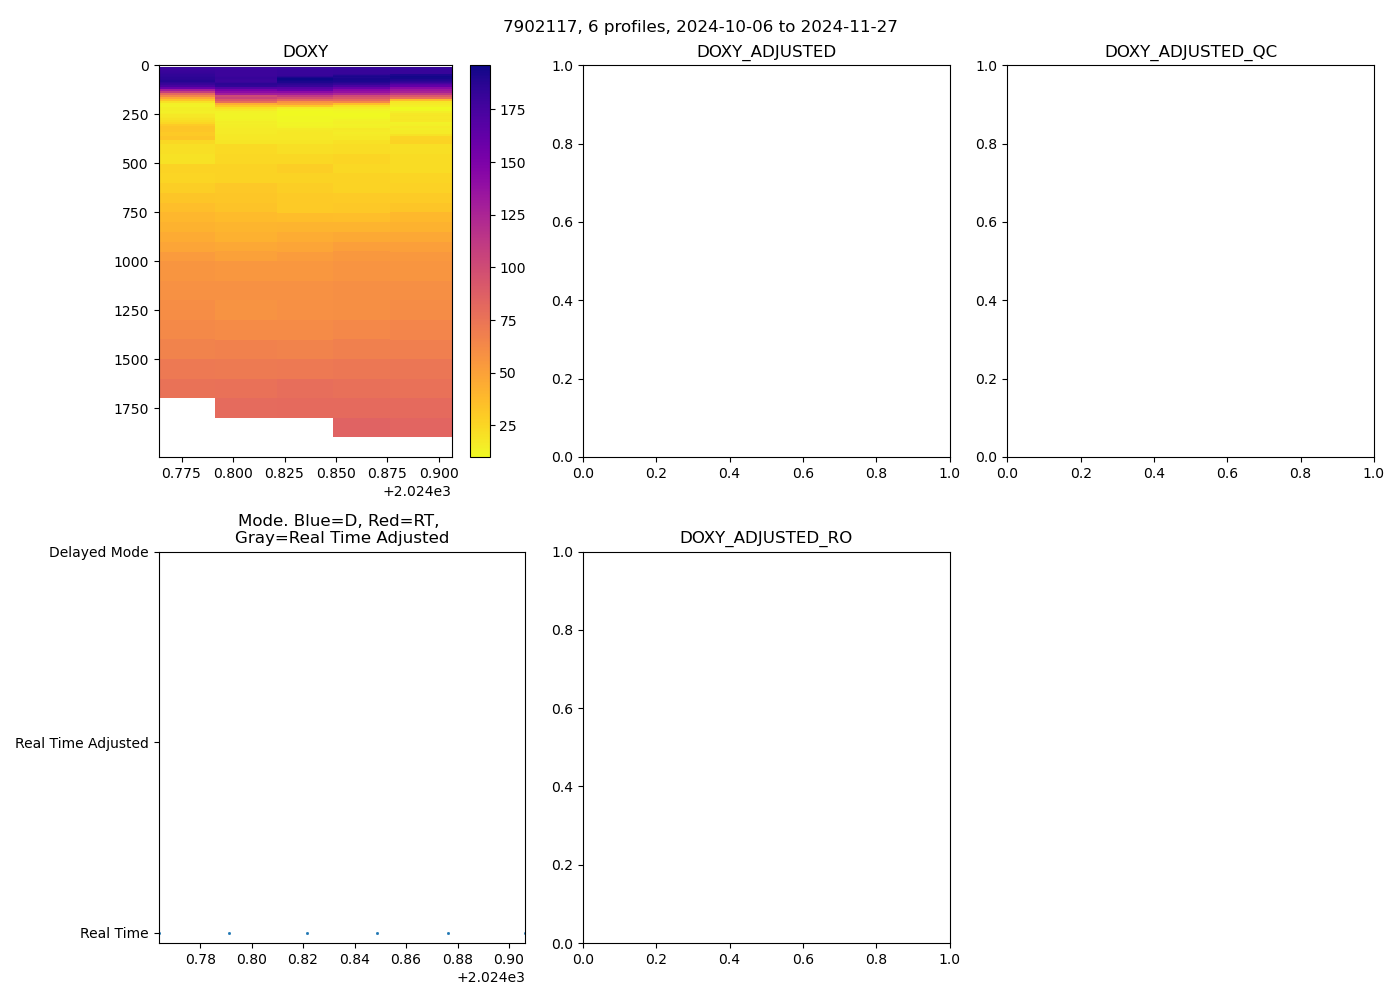 7902117, 6 profiles, 2024-10-06 to 2024-11-27
DOXY
DOXY_ADJUSTED
DOXY_ADJUSTED_QC
0
250
500
750
1000
1250
1500
1750
0.775 0.800 0.825 0.850 0.875 0.900
+2.024e3
175
150
125
100
75
50
25
1.0
0.8
0.6
0.4
0.2
0.0
0.0 0.2 0.4 0.6 0.8 1.0
1.0
0.8
0.6
0.4
0.2
0.0
0.0 0.2 0.4 0.6 0.8 1.0
Mode. Blue=D, Red=RT,
Gray=Real Time Adjusted
Delayed Mode
Real Time Adjusted
Real Time
0.78 0.80 0.82 0.84 0.86 0.88 0.90
+2.024e3
DOXY_ADJUSTED_RO
1.0
0.8
0.6
0.4
0.2
0.0
0.0 0.2 0.4 0.6 0.8 1.0